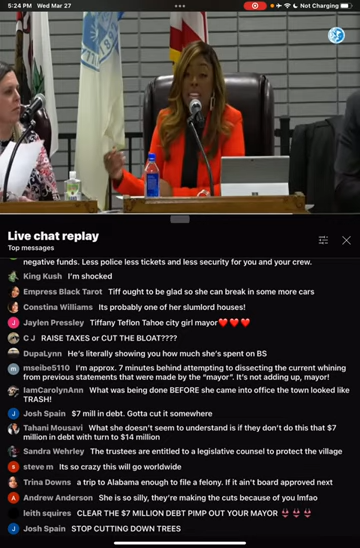 5:24 PM Wed Mar 27
Not Charging
Live chat replay
Top messages
negative funds. Less police less tickets and less security for you and your crew.
King Kush I'm shocked
Empress Black Tarot Tiff ought to be glad so she can break in some more cars
Constina Williams Its probably one of her slumlord houses!
J Jaylen Pressley Tiffany Teflon Tahoe city girl mayor❤️❤️❤️
C J RAISE TAXES or CUT THE BLOAT????
DupaLynn He's literally showing you how much she's spent on BS
m mseibe5110 I'm approx. 7 minutes behind attempting to dissect the current whining
from previous statements that were made by the "mayor". It's not adding up, mayor!
IamCarolynAnn What was being done BEFORE she came into office the town looked like
TRASH!
J Josh Spain $7 mill in debt. Gotta cut it somewhere
Tahani Mousavi What she doesn't seem to understand is if they don't do this that $7
million in debt with turn to $14 million
Sandra Wehrley The trustees are entitled to a legislative counsel to protect the village
s steve m Its so crazy this will go worldwide
Trina Downs a trip to Alabama enough to file a felony. If it ain't board approved next
A Andrew Anderson She is so silly, they're making the cuts because of you lmfao
leith squires CLEAR THE $7 MILLION DEBT PIMP OUT YOUR MAYOR 👙👙👙
J Josh Spain STOP CUTTING DOWN TREES